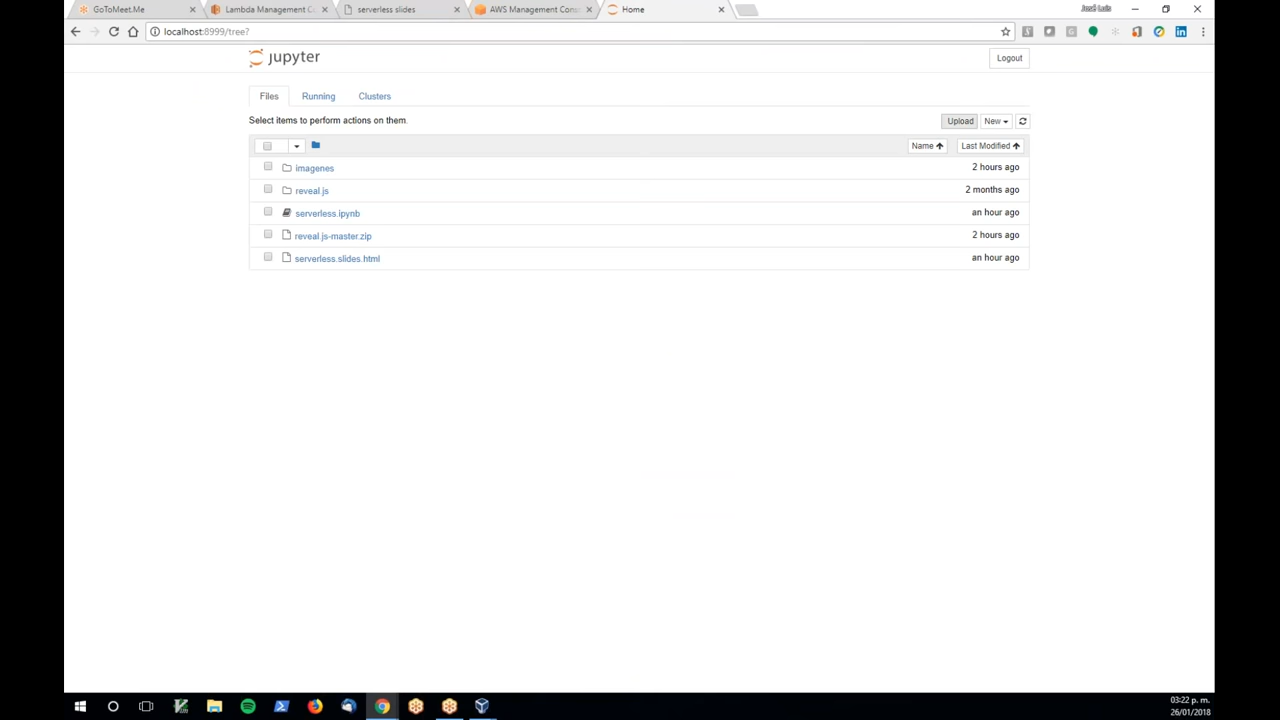 GoToMeet.Me
Lambda Management Co
serverless slides
AWS Management Cons
Home
José Luis
localhost:8999/tree?
jupyter
Logout
Files
Running
Clusters
Select items to perform actions on them.
Upload
New
Name
Last Modified
imagenes
2 hours ago
reveal.js
2 months ago
serverless.ipynb
an hour ago
reveal.js-master.zip
2 hours ago
serverless.slides.html
an hour ago
03:22 p. m.
26/01/2018